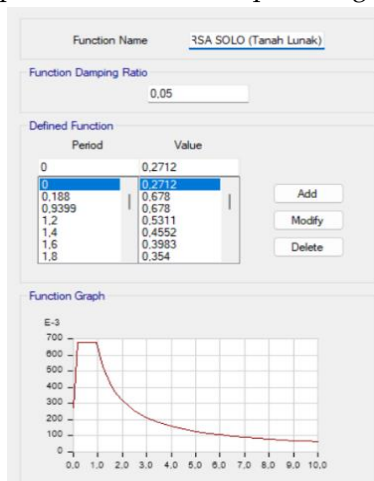 Function Name RSA SOLO (Tanah Lunak)
Function Damping Ratio
0,05
Defined Function
Period Value
0 0,2712
0 0,2712
0,188 0,678
0,9399 0,678
1,2 0,5311
1,4 0,4552
1,6 0,3983
1,8 0,354
Add
Modify
Delete
Function Graph
E-3
700
600
500
400
300
200
100
0
0,0 1,0 2,0 3,0 4,0 5,0 6,0 7,0 8,0 9,0 10,0